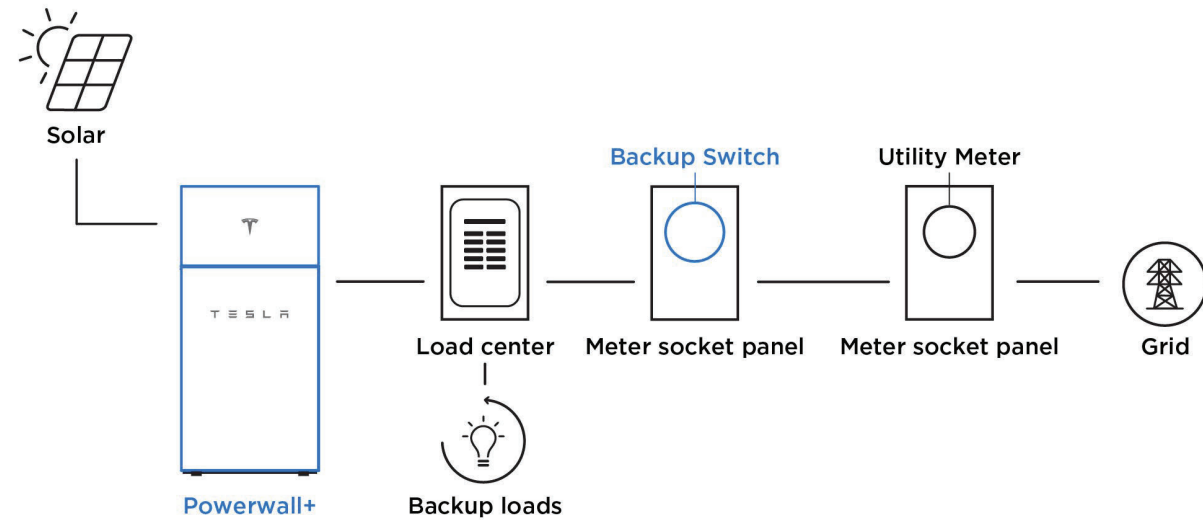 Solar
Backup Switch
Utility Meter
TESLA
Load center
Meter socket panel
Meter socket panel
Grid
Powerwall+
Backup loads